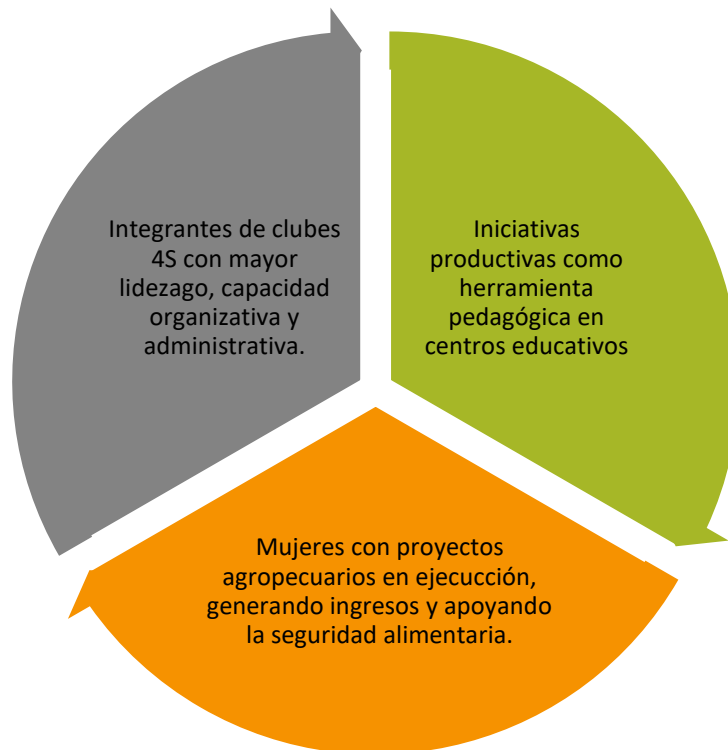 Integrantes de clubes
4S con mayor
lidezago, capacidad
organizativa y
administrativa.
Iniciativas
productivas como
herramienta
pedagógica en
centros educativos
Mujeres con proyectos
agropecuarios en ejecucción,
generando ingresos y apoyando
la seguridad alimentaria.